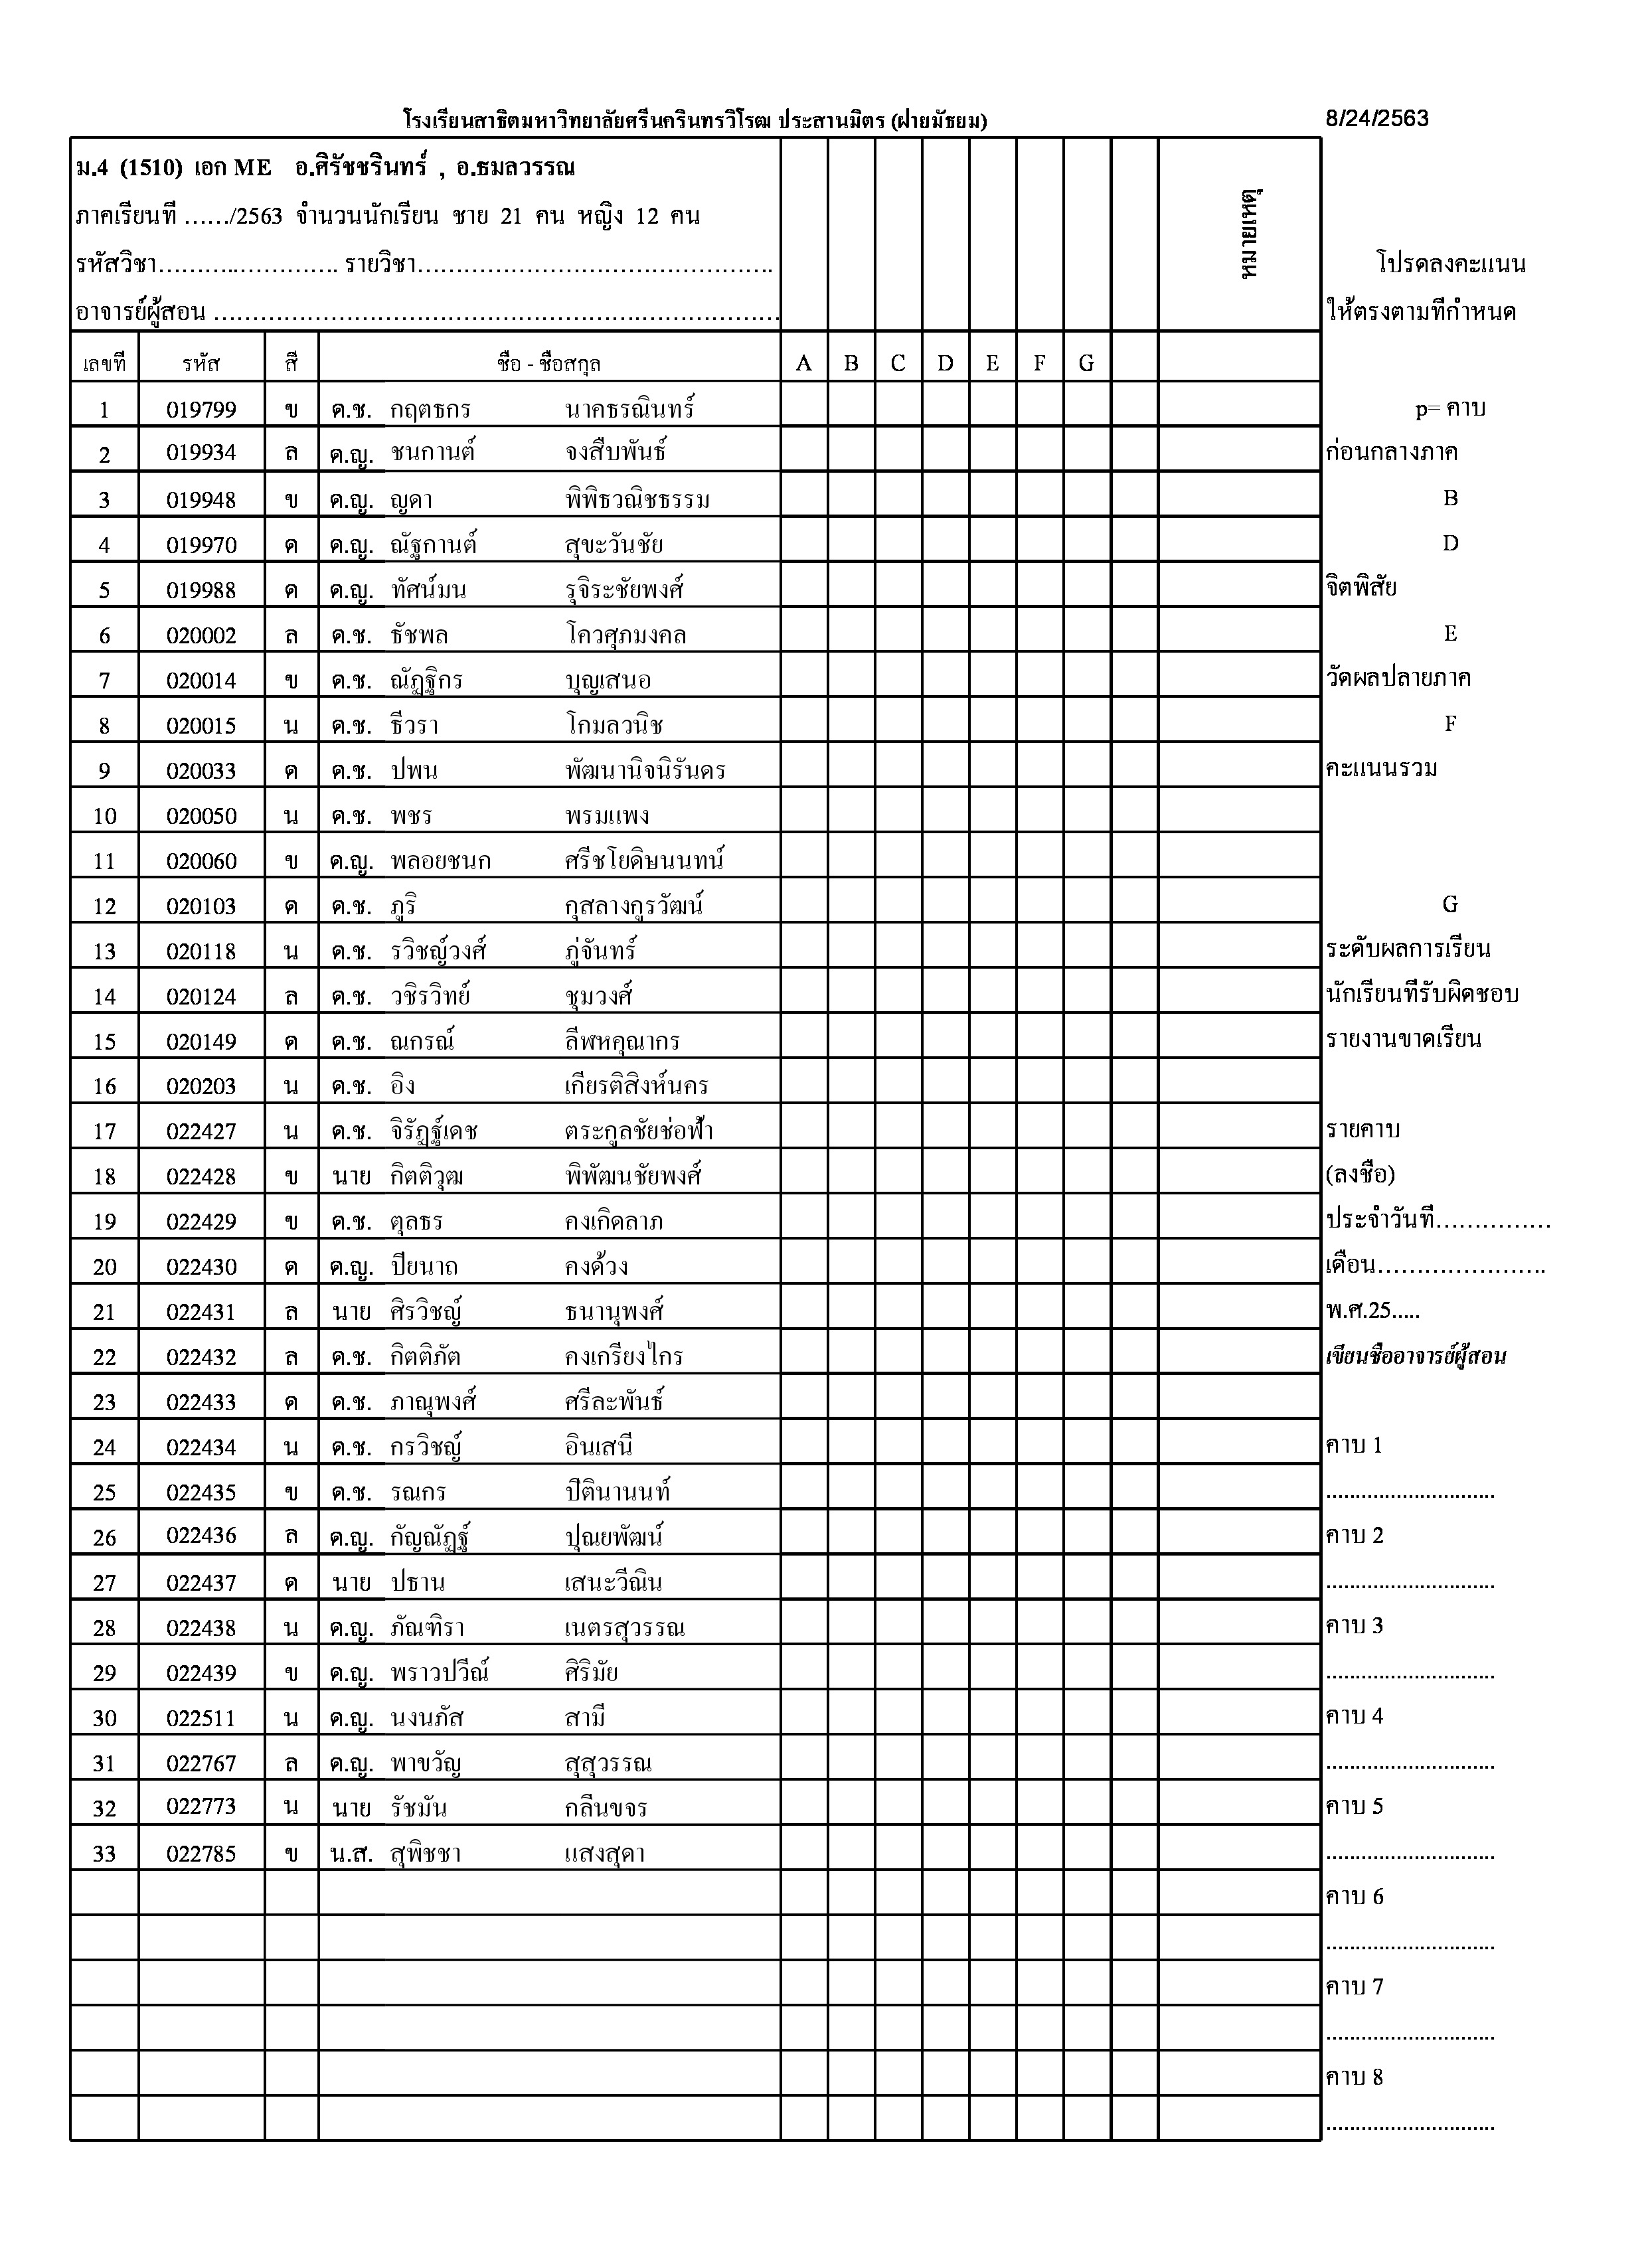 โรงเรียนสาธิตมหาวิทยาลัยศรีนครินทรวิโรฒ ประสานมิตร (ฝ่ายมัธยม) 8/24/2563
ม.4 (1510) เอก ME อ.ศิรัชชรินทร์ , อ.ธมลวรรณ
ภาคเรียนที่ ....../2563 จำนวนนักเรียน ชาย 21 คน หญิง 12 คน
หมายเหตุ
รหัสวิชา........................... รายวิชา.......................................................
โปรดลงคะแนน
อาจารย์ผู้สอน .......................................................................................
ให้ตรงตามที่กำหนด
เลขที่ รหัส สี ชื่อ - ชื่อสกุล A B C D E F G
1 019799 ข ด.ช. กฤตธกร นาคธรณินทร์ p= คาบ
2 019934 ล ด.ญ. ชนกานต์ จงสืบพันธ์ ก่อนกลางภาค
3 019948 ข ด.ญ. ญดา พิพิธวณิชธรรม B
4 019970 ด ด.ญ. ณัฐกานต์ สุขะวันชัย D
5 019988 ด ด.ญ. ทัศน์มน รุจิระชัยพงศ์ จิตพิสัย
6 020002 ล ด.ช. ธัชพล โควศุภมงคล E
7 020014 ข ด.ช. ณัฏฐิกร บุญเสนอ วัดผลปลายภาค
8 020015 น ด.ช. ธีวรา โกมลวนิช F
9 020033 ด ด.ช. ปพน พัฒนานิจนิรันดร คะแนนรวม
10 020050 น ด.ช. พชร พรมแพง
11 020060 ข ด.ญ. พลอยชนก ศรีชโยดิษนนทน์
12 020103 ด ด.ช. ภูริ กุสลางกูรวัฒน์ G
13 020118 น ด.ช. รวิชญ์วงศ์ ภู่จันทร์ ระดับผลการเรียน
14 020124 ล ด.ช. วชิรวิทย์ ชุมวงศ์ นักเรียนที่รับผิดชอบ
15 020149 ด ด.ช. ณกรณ์ ลีฬหคุณากร รายงานขาดเรียน
16 020203 น ด.ช. อิง เกียรติสิงห์นคร
17 022427 น ด.ช. จิรัฏฐ์เดช ตระกูลชัยช่อฟ้า รายคาบ
18 022428 ข นาย กิตติวุฒ พิพัฒนชัยพงศ์ (ลงชื่อ)
19 022429 ข ด.ช. ตุลธร คงเกิดลาภ ประจำวันที่...............
20 022430 ด ด.ญ. ปิยนาถ คงด้วง เดือน......................
21 022431 ล นาย ศิรวิชญ์ ธนานุพงศ์ พ.ศ.25.....
22 022432 ล ด.ช. กิตติภัต คงเกรียงไกร เขียนชื่ออาจารย์ผู้สอน
23 022433 ด ด.ช. ภาณุพงศ์ ศรีละพันธ์
24 022434 น ด.ช. กรวิชญ์ อินเสนี คาบ 1
25 022435 ข ด.ช. รณกร ปีตินานนท์ .............................
26 022436 ล ด.ญ. กัญณัฏฐ์ ปุณยพัฒน์ คาบ 2
27 022437 ด นาย ปธาน เสนะวีณิน .............................
28 022438 น ด.ญ. ภัณฑิรา เนตรสุวรรณ คาบ 3
29 022439 ข ด.ญ. พราวปวีณ์ ศิริมัย .............................
30 022511 น ด.ญ. นงนภัส สามี คาบ 4
31 022767 ล ด.ญ. พาขวัญ สุสุวรรณ .............................
32 022773 น นาย รัชมัน กลีนขจร คาบ 5
33 022785 ข น.ส. สุพิชชา แสงสุดา .............................
คาบ 6
.............................
คาบ 7
.............................
คาบ 8
.............................